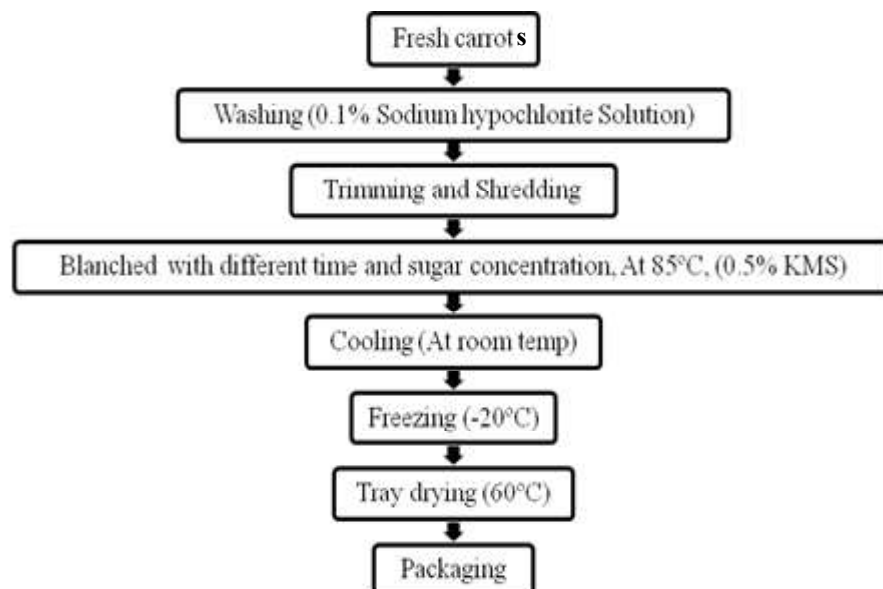 Fresh carrots
Washing (0.1% Sodium hypochlorite Solution)
Trimming and Shredding
Blanched with different time and sugar concentration, At 85°C, (0.5% KMS)
Cooling (At room temp)
Freezing (-20°C)
Tray drying (60°C)
Packaging